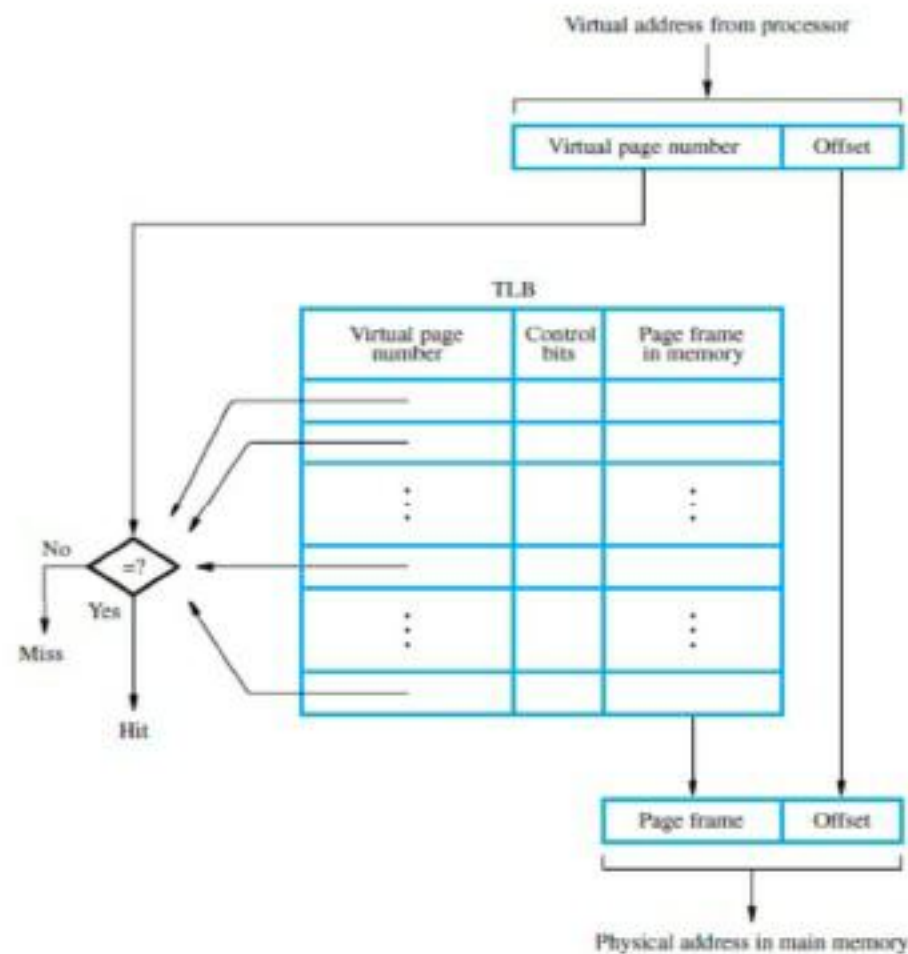 Virtual address from processor
Virtual page number
Offset
TLB
Virtual page
number
Control
bits
Page frame
in memory
No
=?
Yes
Miss
Hit
Page frame
Offset
Physical address in main memory